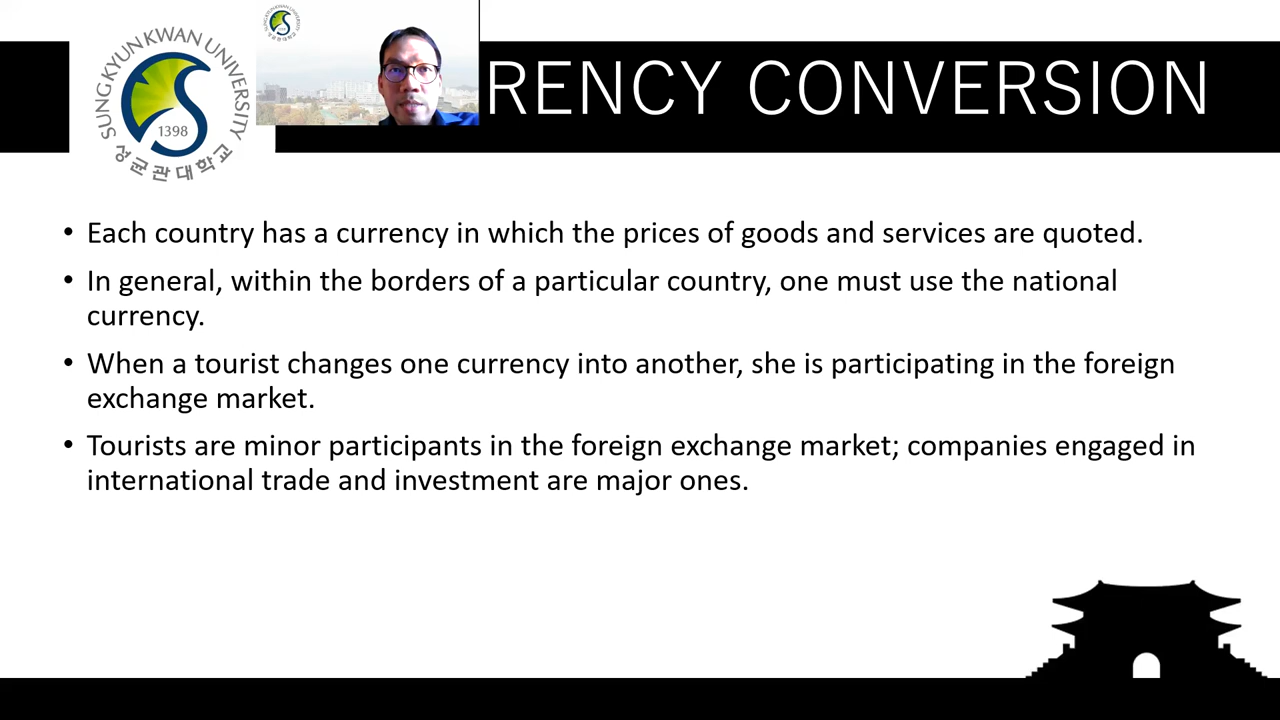 SUNGKYUNKWAN UNIVERSITY
1398
성균관대학교
RENCY CONVERSION
• Each country has a currency in which the prices of goods and services are quoted.
• In general, within the borders of a particular country, one must use the national
currency.
• When a tourist changes one currency into another, she is participating in the foreign
exchange market.
• Tourists are minor participants in the foreign exchange market; companies engaged in
international trade and investment are major ones.